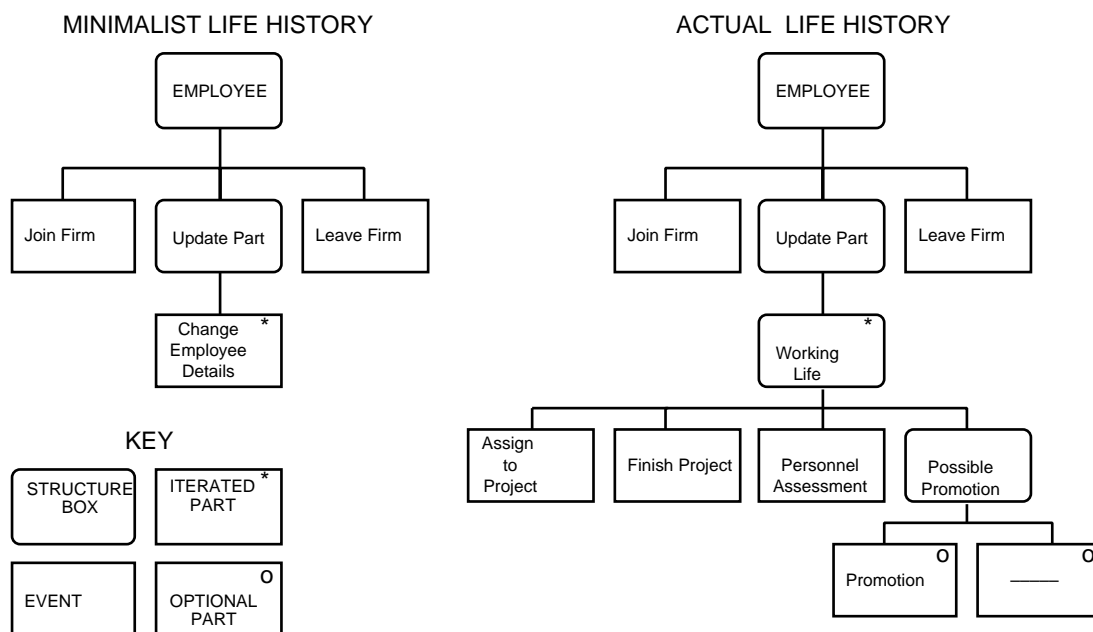 MINIMALIST LIFE HISTORY
EMPLOYEE
Join Firm
Update Part
Leave Firm
*
Change
Employee
Details
KEY
STRUCTURE
BOX
ITERATED *
PART
EVENT
O
OPTIONAL
PART
ACTUAL LIFE HISTORY
EMPLOYEE
Join Firm
Update Part
Leave Firm
*
Working
Life
Assign
to
Project
Finish Project
Personnel
Assessment
Possible
Promotion
O
Promotion
O
———